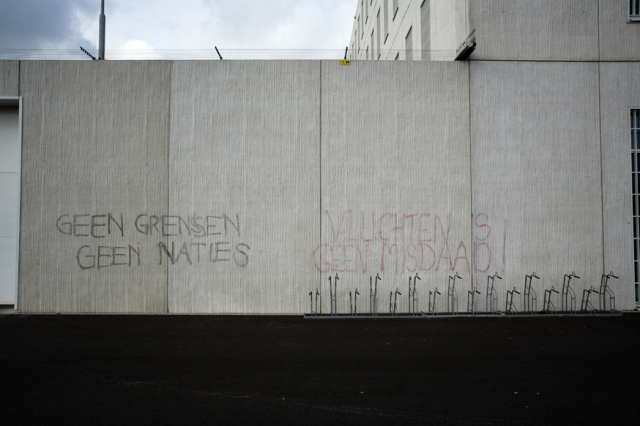 GEEN GRENSEN
GEEN NATIES
VLUCHTEN IS
GEEN MISDAAD!